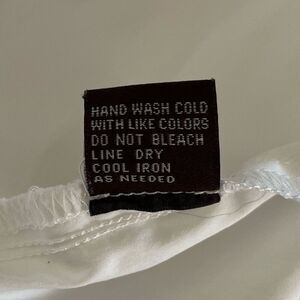 HAND WASH COLD
WITH LIKE COLORS
DO NOT BLEACH
LINE DRY
COOL IRON
AS NEEDED